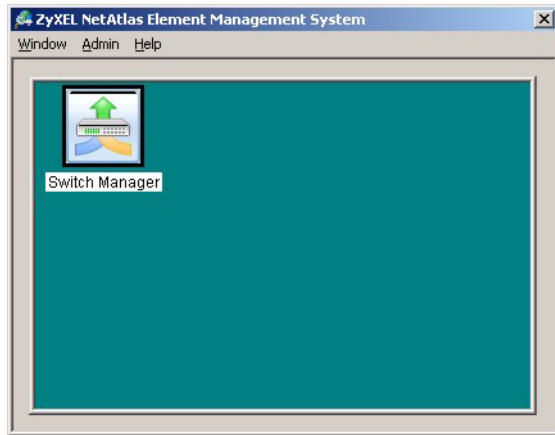 ZyXEL NetAtlas Element Management System
Window Admin Help
Switch Manager